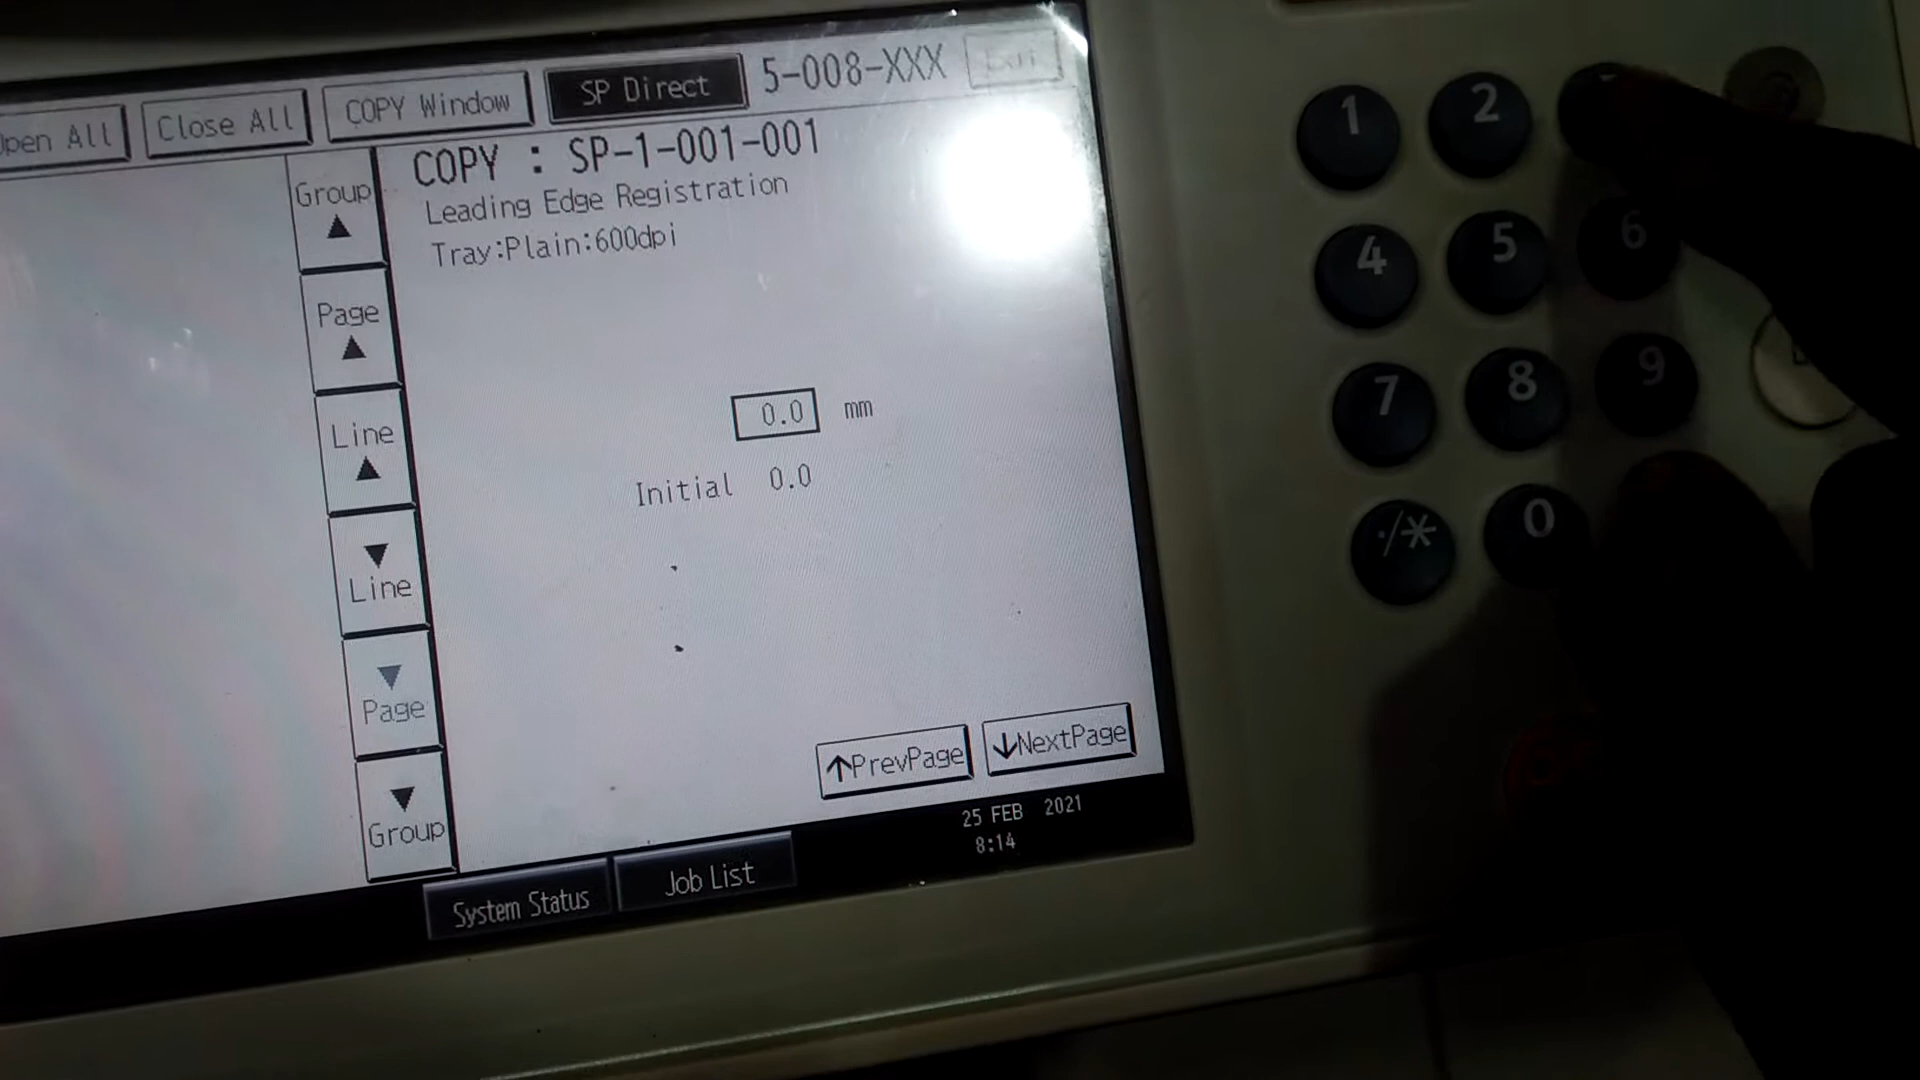 Open All Close All COPY Window SP Direct 5-008-XXX Exit
COPY : SP-1-001-001
Leading Edge Registration
Tray:Plain:600dpi
Group
Page
Line
Line
Page
Group
0.0 mm
Initial 0.0
↑PrevPage ↓NextPage
System Status Job List
25 FEB 2021
8:14
1 2
4 5 6
7 8 9
·/* 0